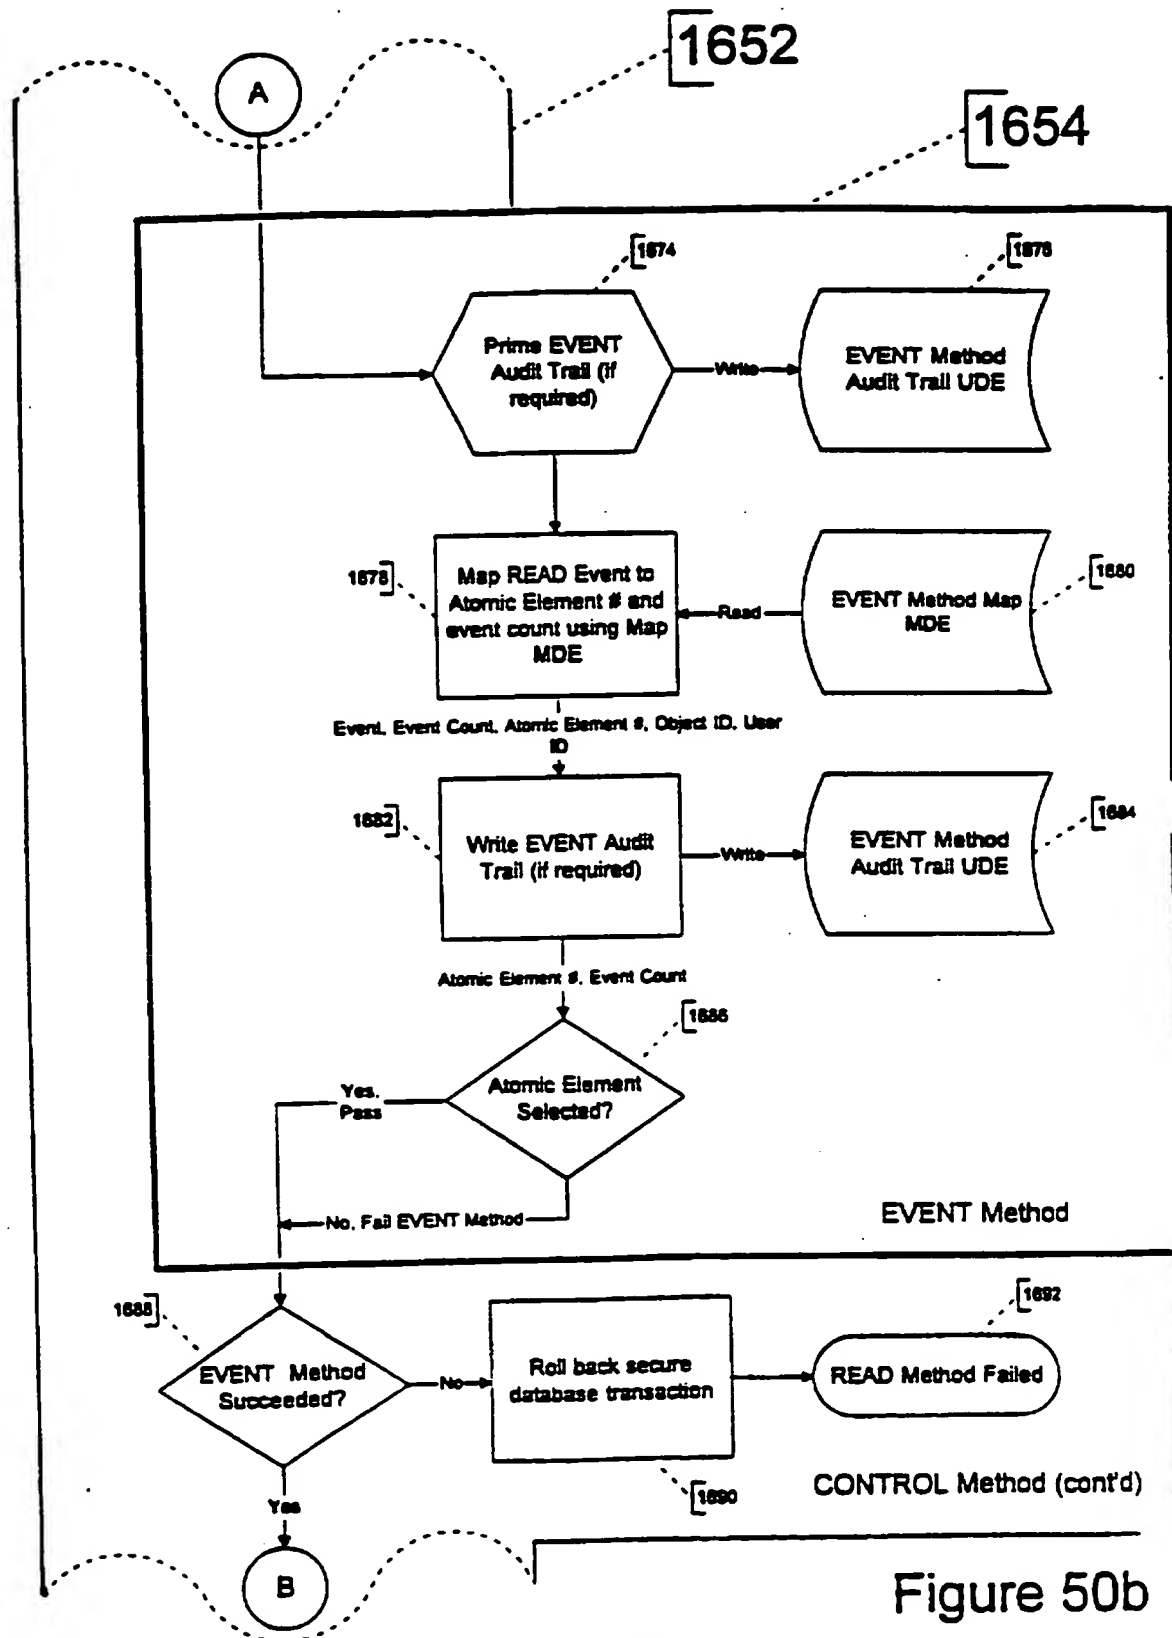 1652
A
1654
1674
1676
Prime EVENT
Audit Trail (if
required)
Write
EVENT Method
Audit Trail UDE
1678
Map READ Event to
Atomic Element # and
event count using Map
MDE
Read
EVENT Method Map
MDE
1680
Event, Event Count, Atomic Element #, Object ID, User
ID
1682
Write EVENT Audit
Trail (if required)
Write
EVENT Method
Audit Trail UDE
1684
Atomic Element #, Event Count
1686
Atomic Element
Selected?
Yes,
Pass
No, Fail EVENT Method
EVENT Method
1688
EVENT Method
Succeeded?
No
Roll back secure
database transaction
1690
1692
READ Method Failed
Yes
CONTROL Method (cont'd)
B
Figure 50b